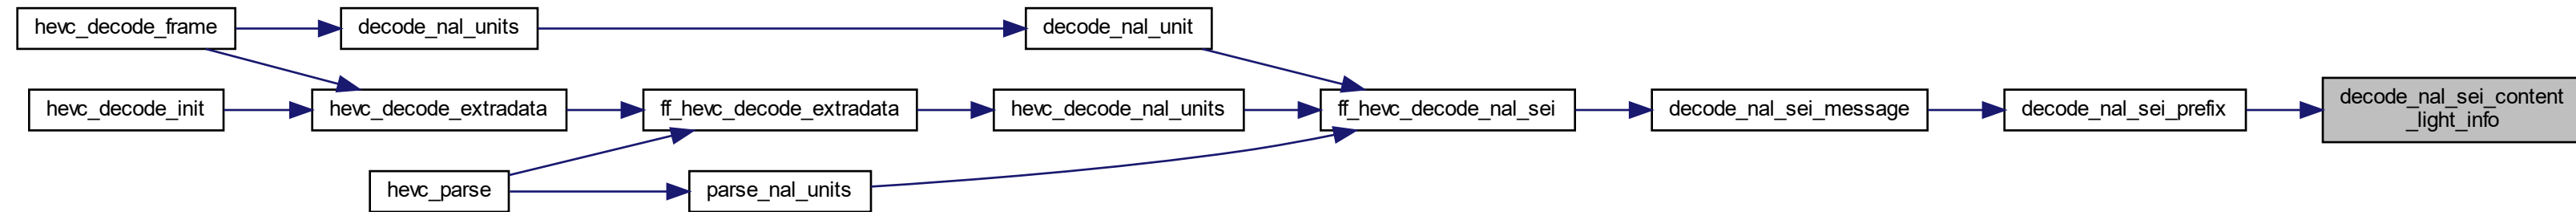 hevc_decode_frame
decode_nal_units
decode_nal_unit
hevc_decode_init
hevc_decode_extradata
ff_hevc_decode_extradata
hevc_decode_nal_units
ff_hevc_decode_nal_sei
decode_nal_sei_message
decode_nal_sei_prefix
decode_nal_sei_content
_light_info
hevc_parse
parse_nal_units